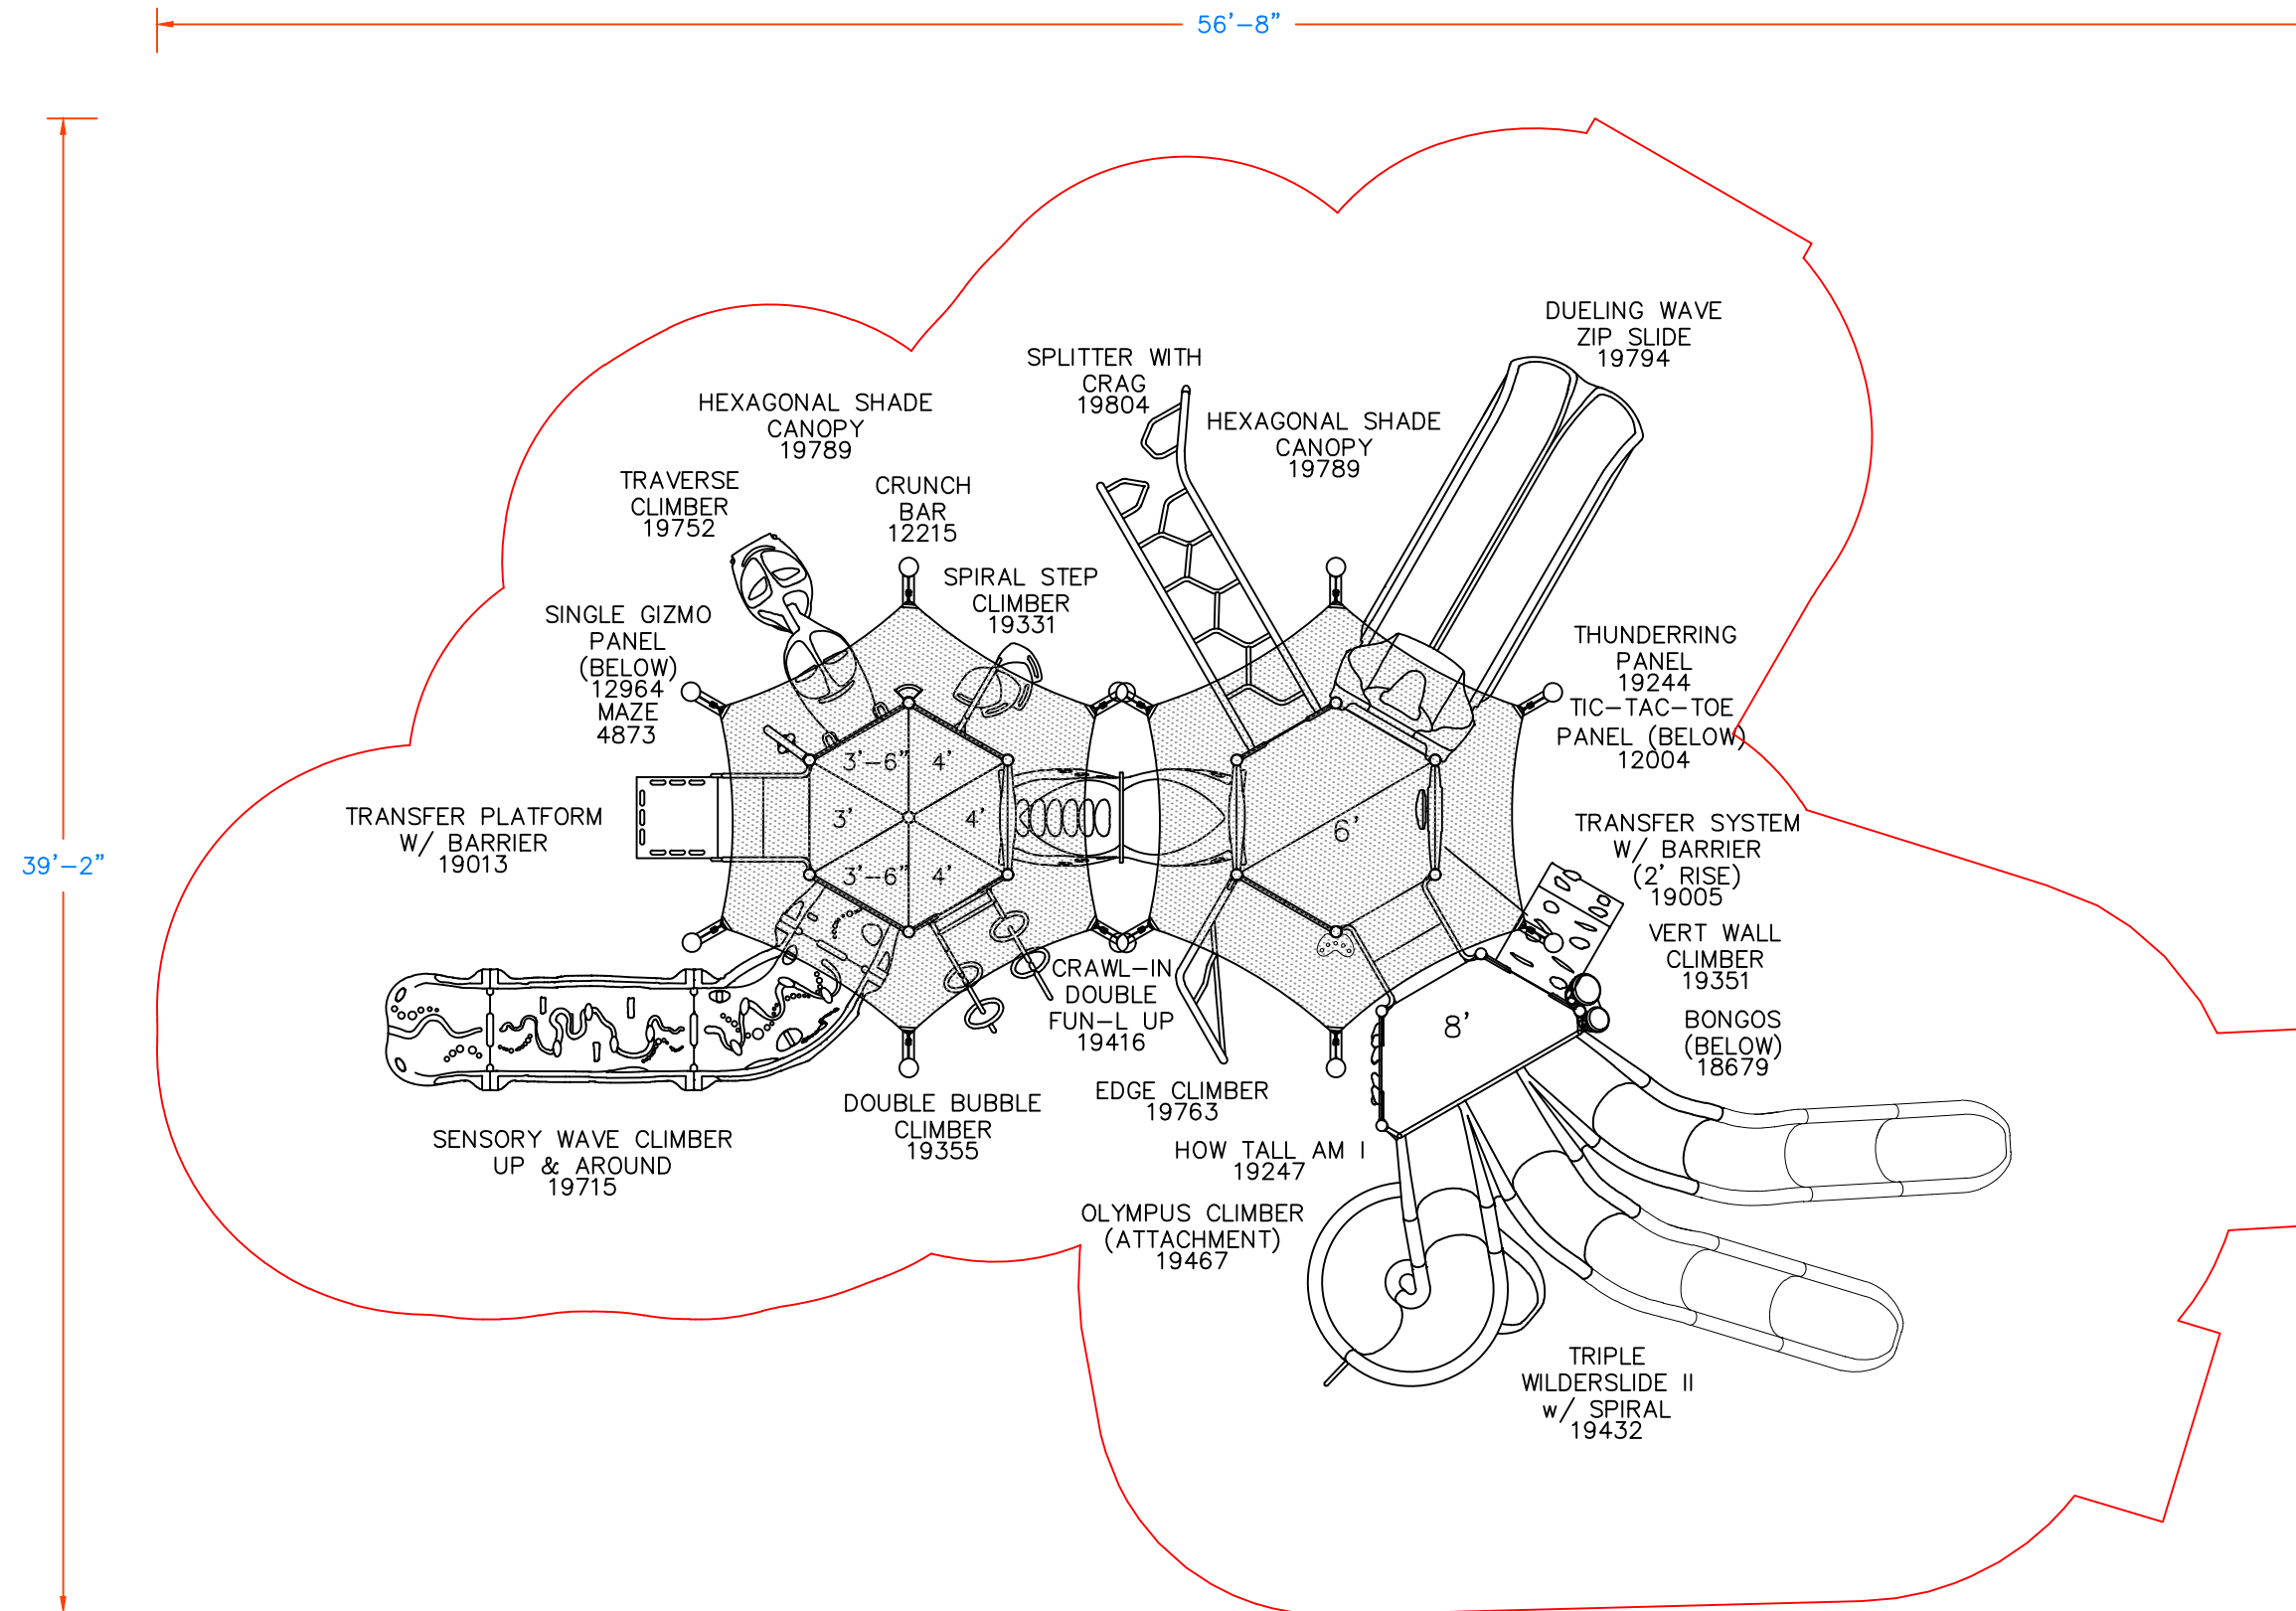 56'-8"
DUELING WAVE
ZIP SLIDE
19794
SPLITTER WITH
CRAG
19804
HEXAGONAL SHADE
CANOPY
19789
HEXAGONAL SHADE
CANOPY
19789
TRAVERSE
CLIMBER
19752
CRUNCH
BAR
12215
SPIRAL STEP
CLIMBER
19331
SINGLE GIZMO
PANEL
(BELOW)
12964
MAZE
4873
THUNDERRING
PANEL
19244
TIC-TAC-TOE
PANEL (BELOW)
12004
3'-6"
4'
3'
4'
3'-6"
4'
6'
TRANSFER PLATFORM
W/ BARRIER
19013
39'-2"
TRANSFER SYSTEM
W/ BARRIER
(2' RISE)
19005
VERT WALL
CLIMBER
19351
CRAWL-IN
DOUBLE
FUN-L UP
19416
8'
BONGOS
(BELOW)
18679
EDGE CLIMBER
19763
DOUBLE BUBBLE
CLIMBER
19355
SENSORY WAVE CLIMBER
UP & AROUND
19715
HOW TALL AM I
19247
OLYMPUS CLIMBER
(ATTACHMENT)
19467
TRIPLE
WILDERSLIDE II
w/ SPIRAL
19432